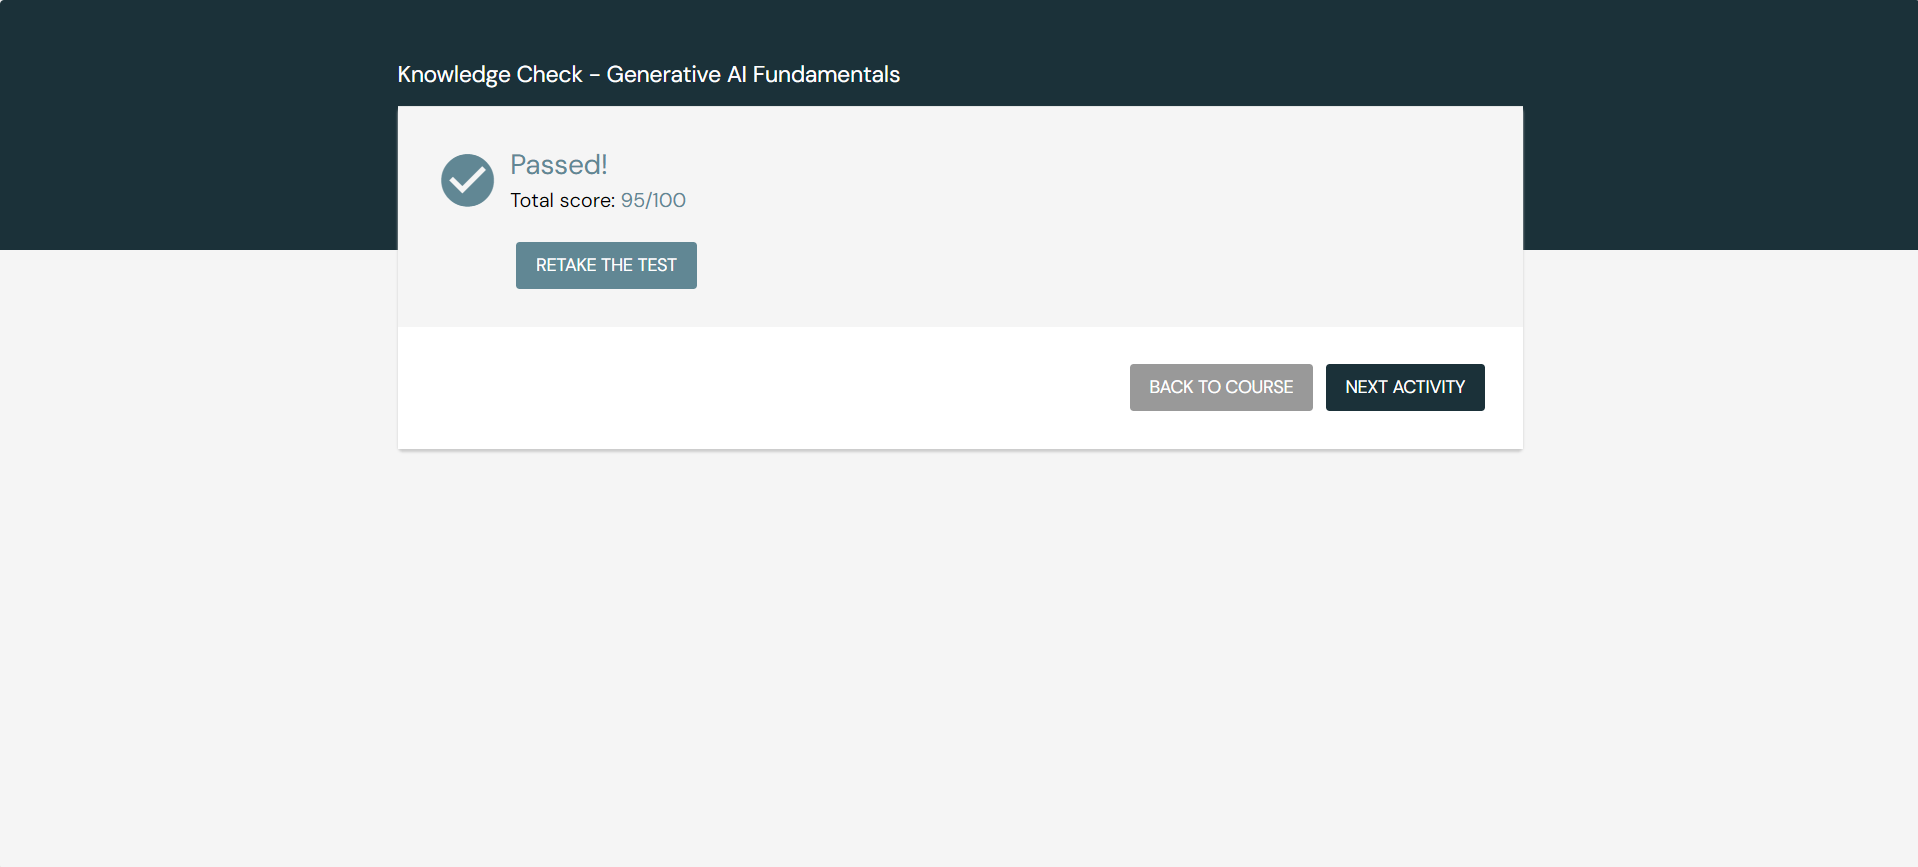 Knowledge Check - Generative AI Fundamentals
Passed!
Total score: 95/100
RETAKE THE TEST
BACK TO COURSE
NEXT ACTIVITY